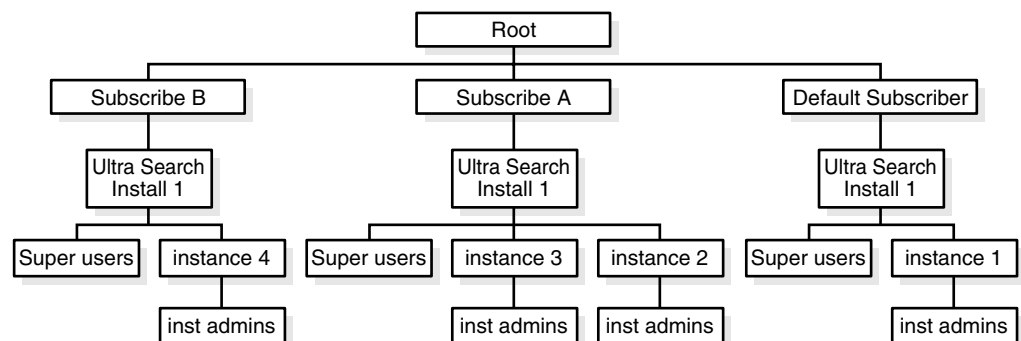 Root
Subscribe B
Subscribe A
Default Subscriber
Ultra Search
Install 1
Ultra Search
Install 1
Ultra Search
Install 1
Super users
instance 4
Super users
instance 3
instance 2
Super users
instance 1
inst admins
inst admins
inst admins
inst admins